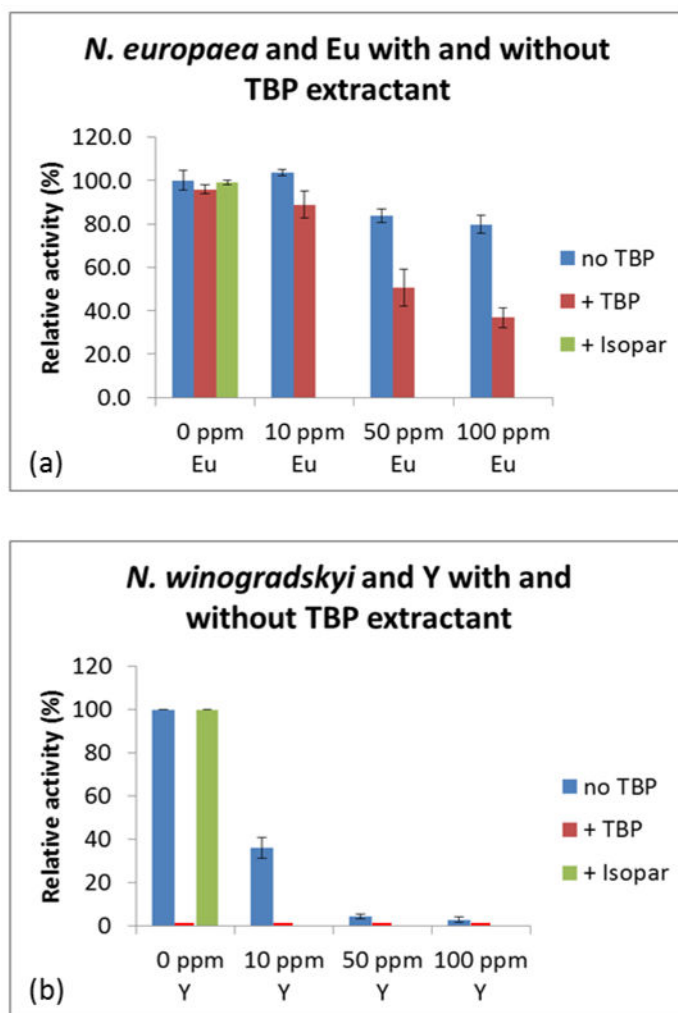 N. europaea and Eu with and without
TBP extractant
Relative activity (%)
120.0
100.0
80.0
60.0
40.0
20.0
0.0
0 ppm 10 ppm 50 ppm 100 ppm
Eu Eu Eu Eu
no TBP
+ TBP
+ Isopar
(a)
N. winogradskyi and Y with and
without TBP extractant
Relative activity (%)
120
100
80
60
40
20
0
0 ppm 10 ppm 50 ppm 100 ppm
Y Y Y Y
no TBP
+ TBP
+ Isopar
(b)